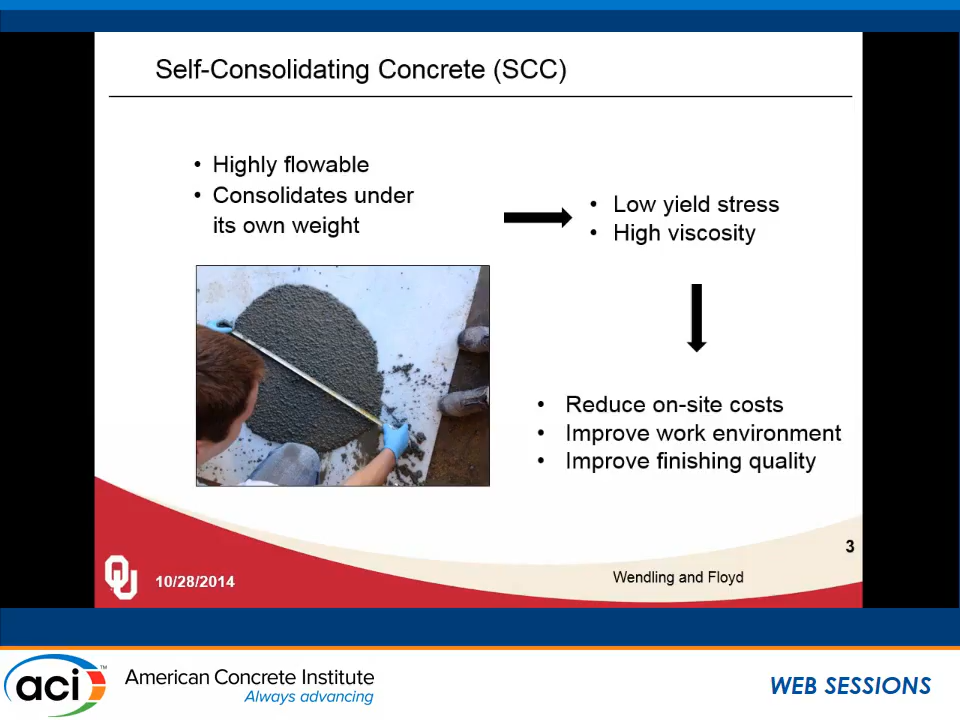 Self-Consolidating Concrete (SCC)
• Highly flowable
• Consolidates under
its own weight
• Low yield stress
• High viscosity
• Reduce on-site costs
• Improve work environment
• Improve finishing quality
3
OU
10/28/2014
Wendling and Floyd
aci™
American Concrete Institute
Always advancing
WEB SESSIONS